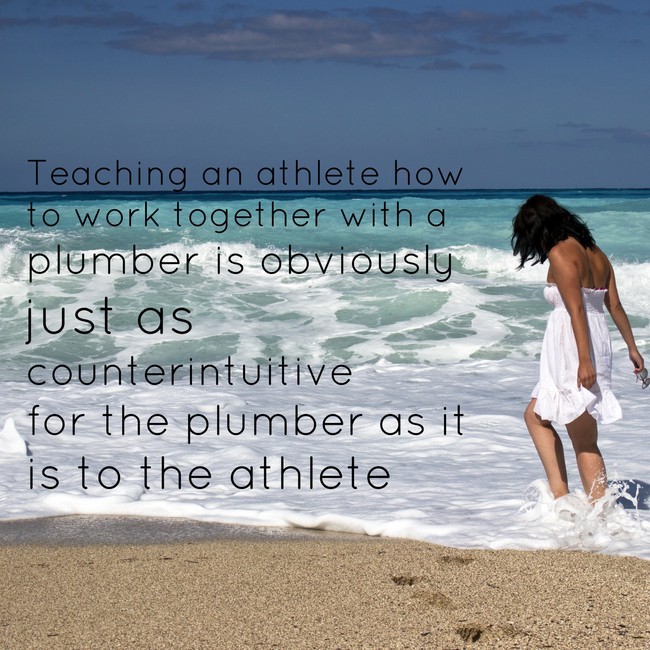 Teaching an athlete how
to work together with a
plumber is obviously
just as
counterintuitive
for the plumber as it
is to the athlete